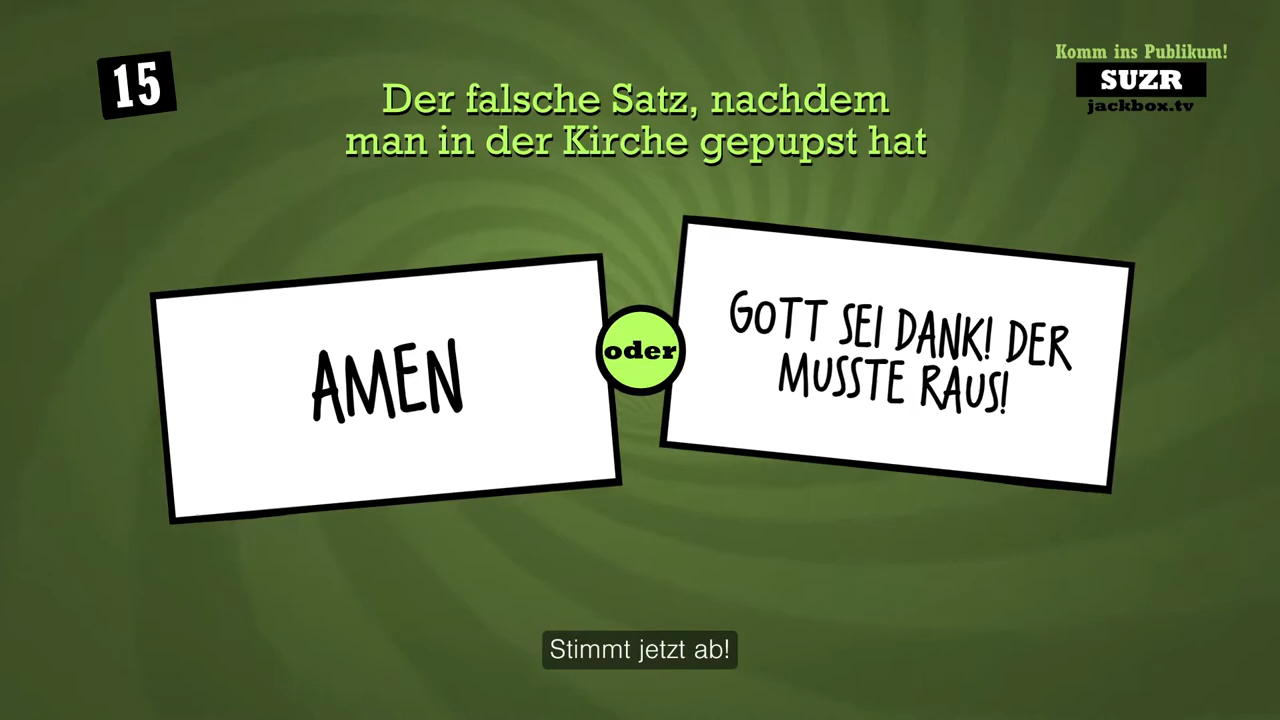 15
Komm ins Publikum!
SUZR
jackbox.tv
Der falsche Satz, nachdem
man in der Kirche gepupst hat
AMEN
oder
GOTT SEI DANK! DER
MUSSTE RAUS!
Stimmt jetzt ab!